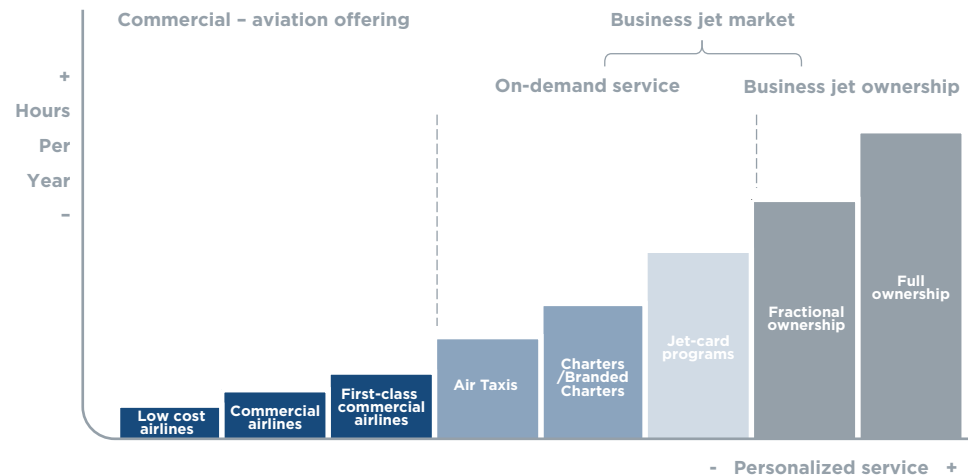 Commercial – aviation offering
Business jet market
On-demand service
Business jet ownership
+
Hours
Per
Year
–
Low cost
airlines
Commercial
airlines
First-class
commercial
airlines
Air Taxis
Charters
/Branded
Charters
Jet-card
programs
Fractional
ownership
Full
ownership
- Personalized service +